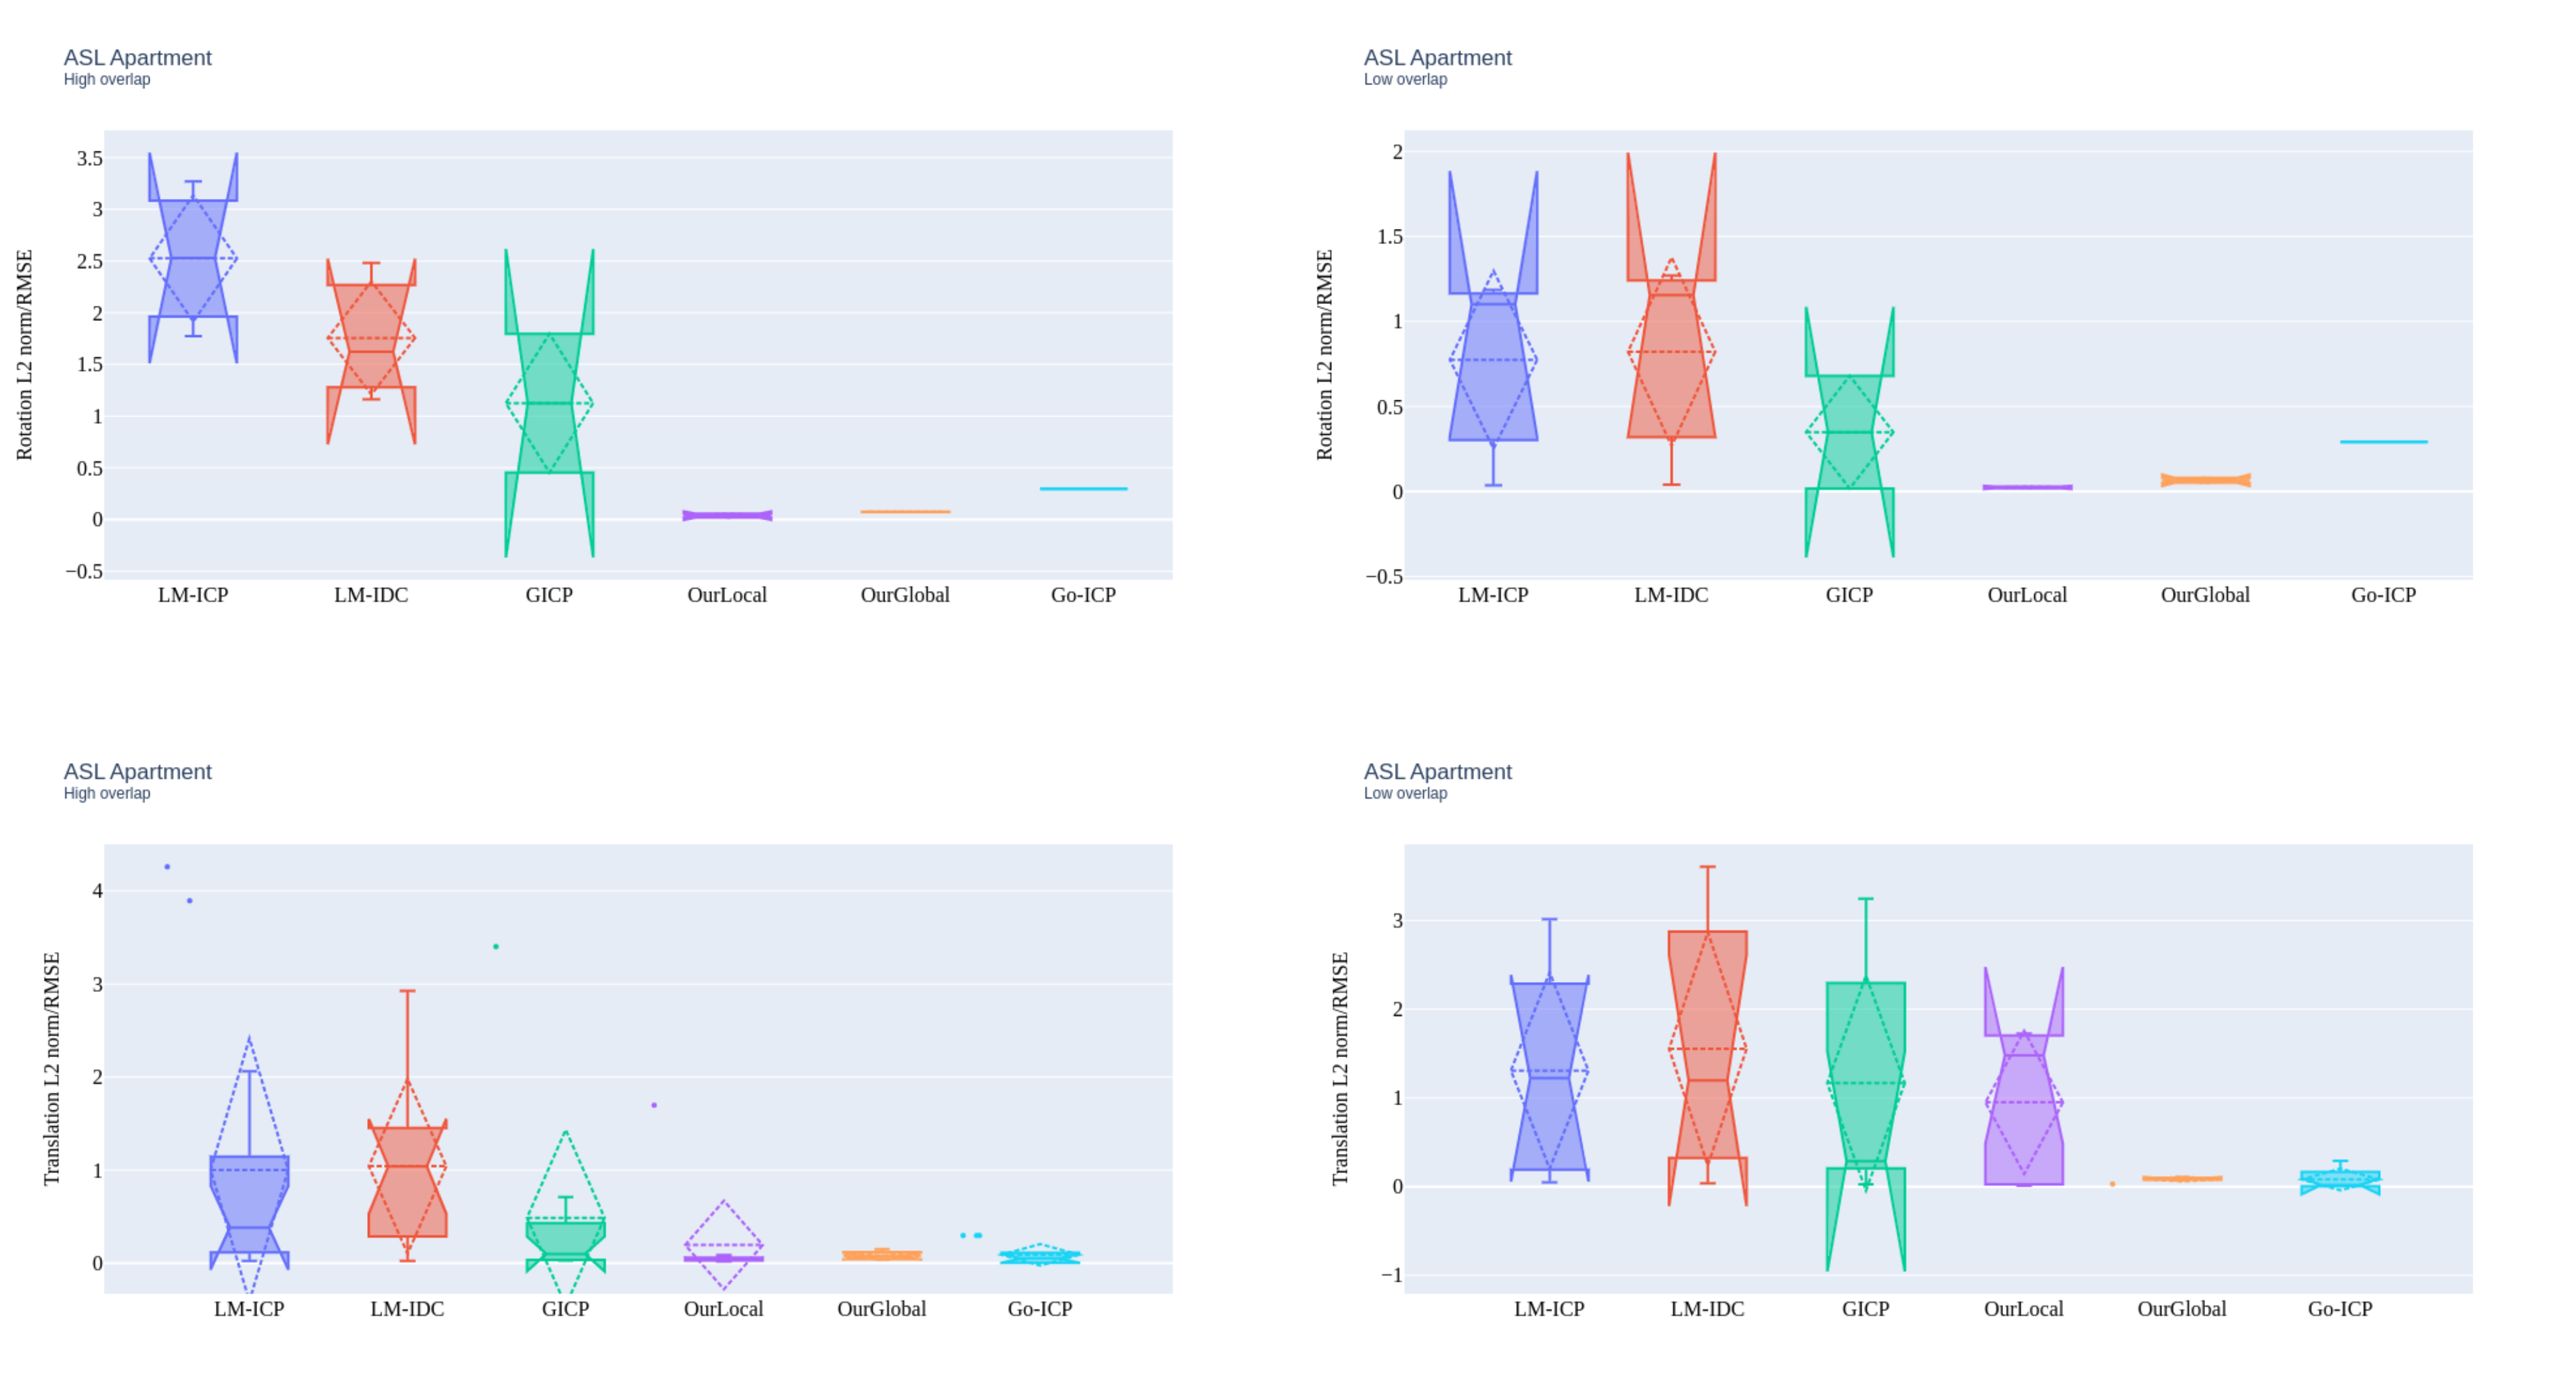 ASL Apartment
High overlap
Rotation L2 norm/RMSE
3.5
3
2.5
2
1.5
1
0.5
0
−0.5
LM-ICP LM-IDC GICP OurLocal OurGlobal Go-ICP
ASL Apartment
Low overlap
Rotation L2 norm/RMSE
2
1.5
1
0.5
0
−0.5
LM-ICP LM-IDC GICP OurLocal OurGlobal Go-ICP
ASL Apartment
High overlap
Translation L2 norm/RMSE
4
3
2
1
0
LM-ICP LM-IDC GICP OurLocal OurGlobal Go-ICP
ASL Apartment
Low overlap
Translation L2 norm/RMSE
3
2
1
0
−1
LM-ICP LM-IDC GICP OurLocal OurGlobal Go-ICP